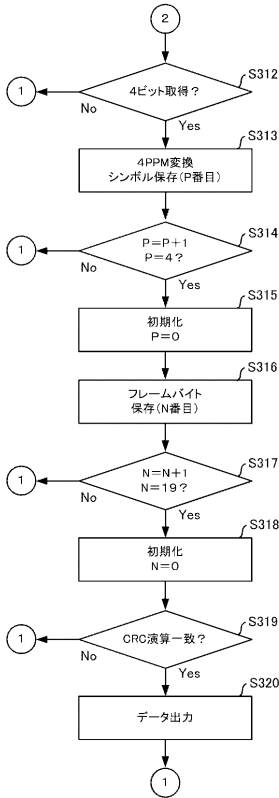 2
S312
4ビット取得？
1
No
Yes
S313
4PPM変換
シンボル保存(P番目)
S314
P=P+1
P=4？
1
No
Yes
S315
初期化
P=0
S316
フレームバイト
保存(N番目)
S317
N=N+1
N=19？
1
No
Yes
S318
初期化
N=0
S319
CRC演算一致？
1
No
Yes
S320
データ出力
1